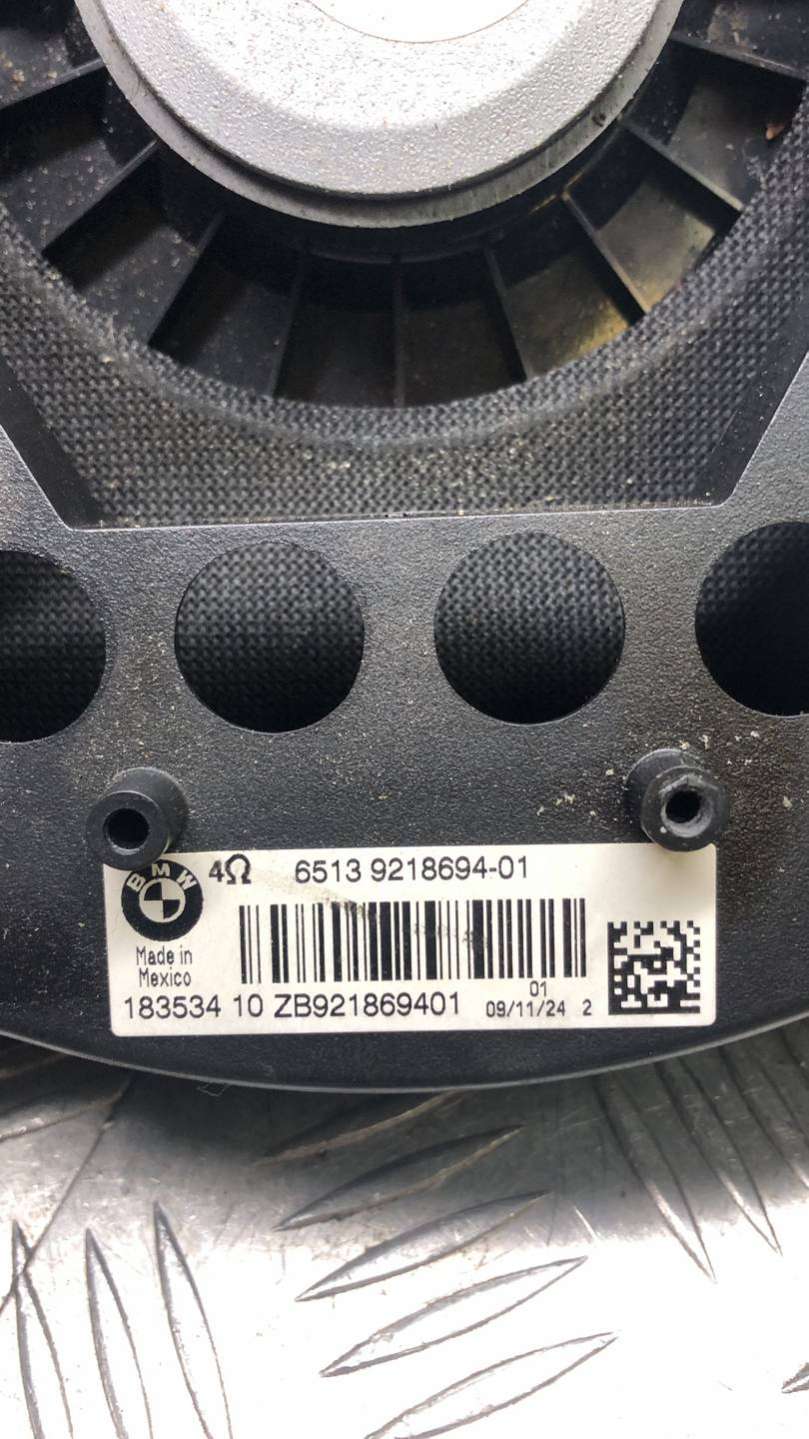 BMW
4Ω 6513 9218694-01
Made in
Mexico
183534 10 ZB921869401
01
09/11/24 2